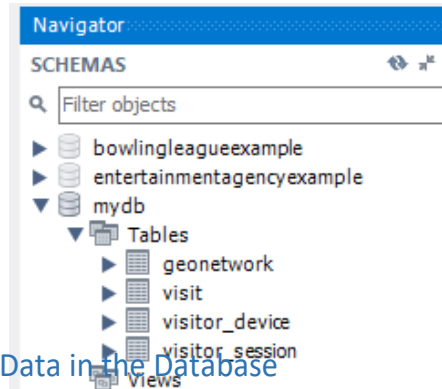 Navigator
SCHEMAS
Filter objects
bowlingleagueexample
entertainmentagencyexample
mydb
Tables
geonetwork
visit
visitor_device
visitor_session
Data in the Database
Views